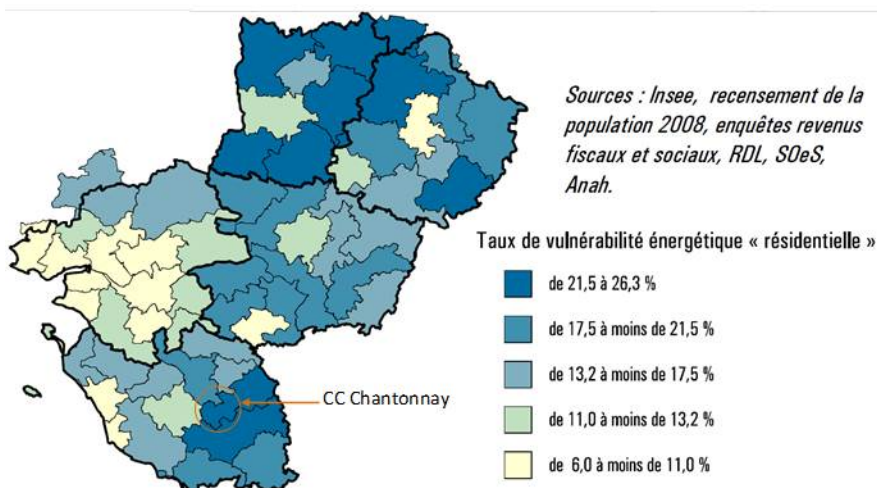 Sources : Insee, recensement de la
population 2008, enquêtes revenus
fiscaux et sociaux, RDL, SOeS,
Anah.
Taux de vulnérabilité énergétique « résidentielle »
de 21,5 à 26,3 %
de 17,5 à moins de 21,5 %
de 13,2 à moins de 17,5 %
de 11,0 à moins de 13,2 %
de 6,0 à moins de 11,0 %
CC Chantonnay